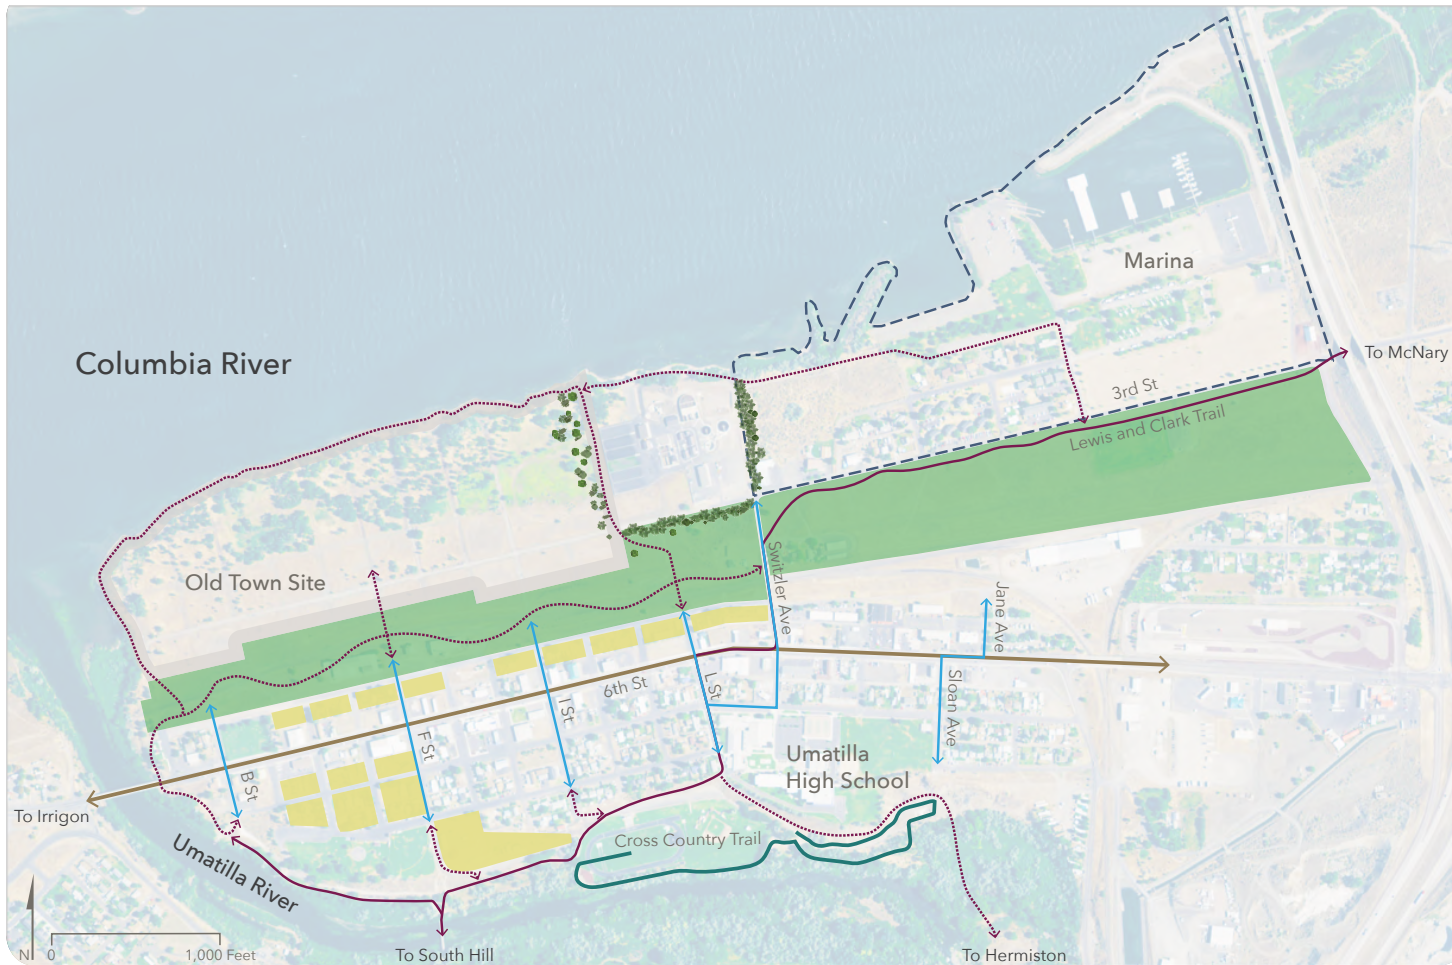 Marina
Columbia River
To McNary
3rd St
Lewis and Clark Trail
Old Town Site
Switzler Ave
Jane Ave
6th St
L St
I St
Sloan Ave
F St
Umatilla
High School
B St
To Irrigon
Cross Country Trail
Umatilla River
N
0
1,000 Feet
To South Hill
To Hermiston